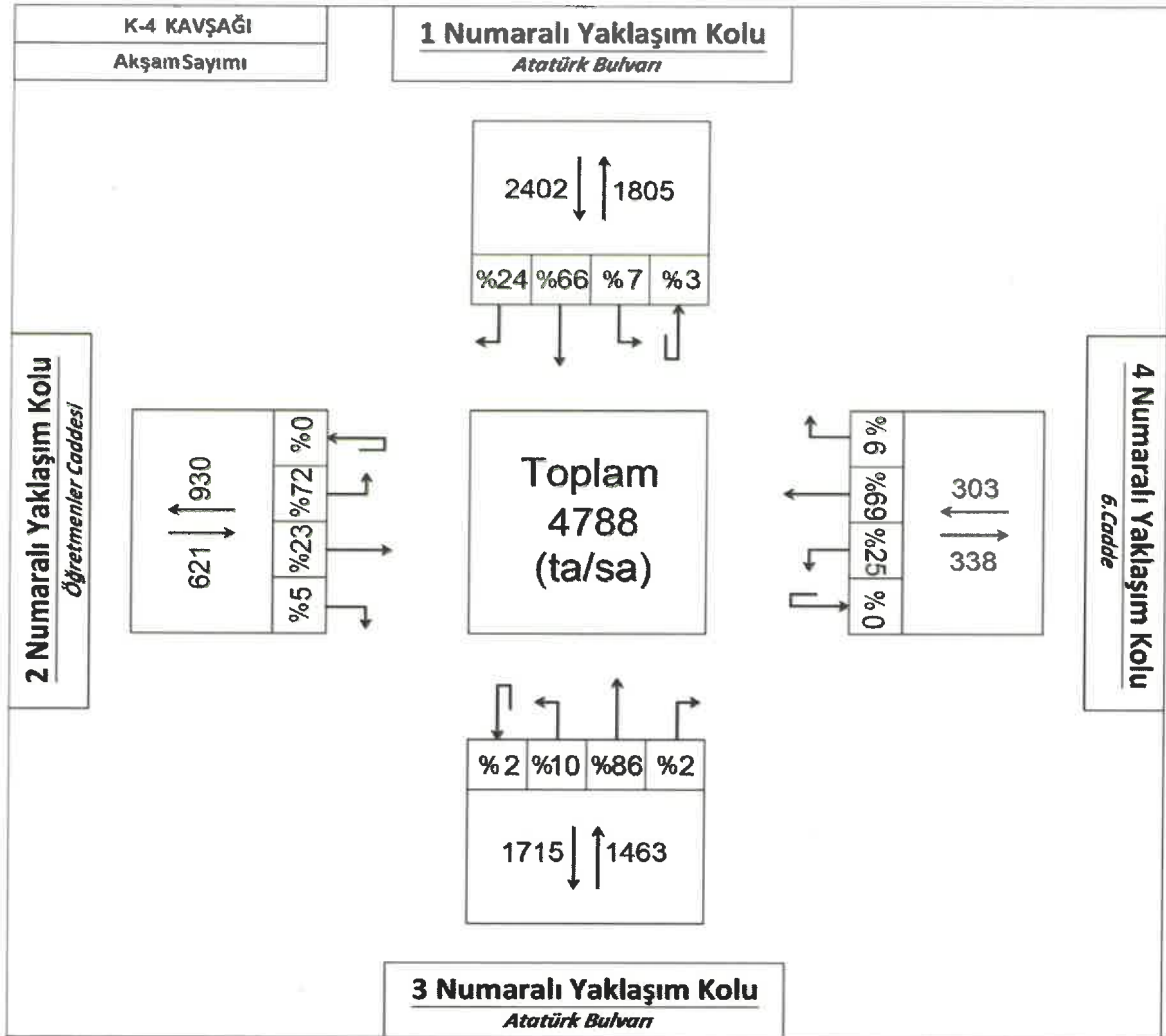 K-4 KAVŞAĞI
Akşam Sayımı
1 Numaralı Yaklaşım Kolu
Atatürk Bulvarı
2402 1805
%24 %66 %7 %3
2 Numaralı Yaklaşım Kolu
Öğretmenler Caddesi
930
621
%0
%72
%23
%5
Toplam
4788
(ta/sa)
%6
%69
%25
%0
303
338
4 Numaralı Yaklaşım Kolu
6.Cadde
%2 %10 %86 %2
1715 1463
3 Numaralı Yaklaşım Kolu
Atatürk Bulvarı